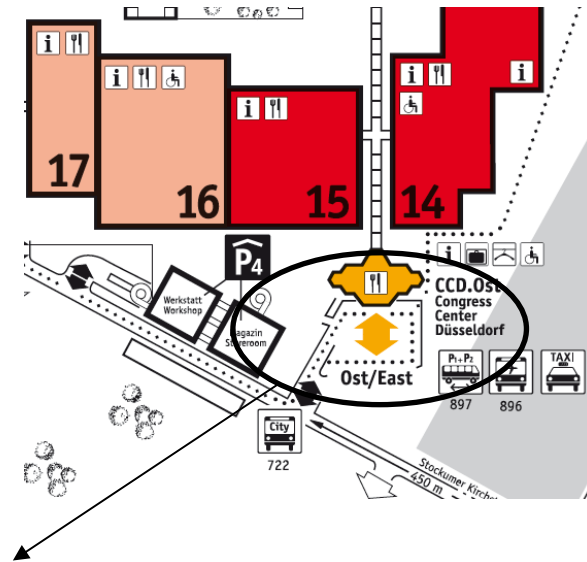 i
i
i
i
i
17
16
15
14
P4
Werkstatt
Workshop
Magazin
Storeroom
i
CCD.Ost
Congress
Center
Düsseldorf
Ost/East
P1+P2
TAXI
897
896
City
722
Stockumer
450 m